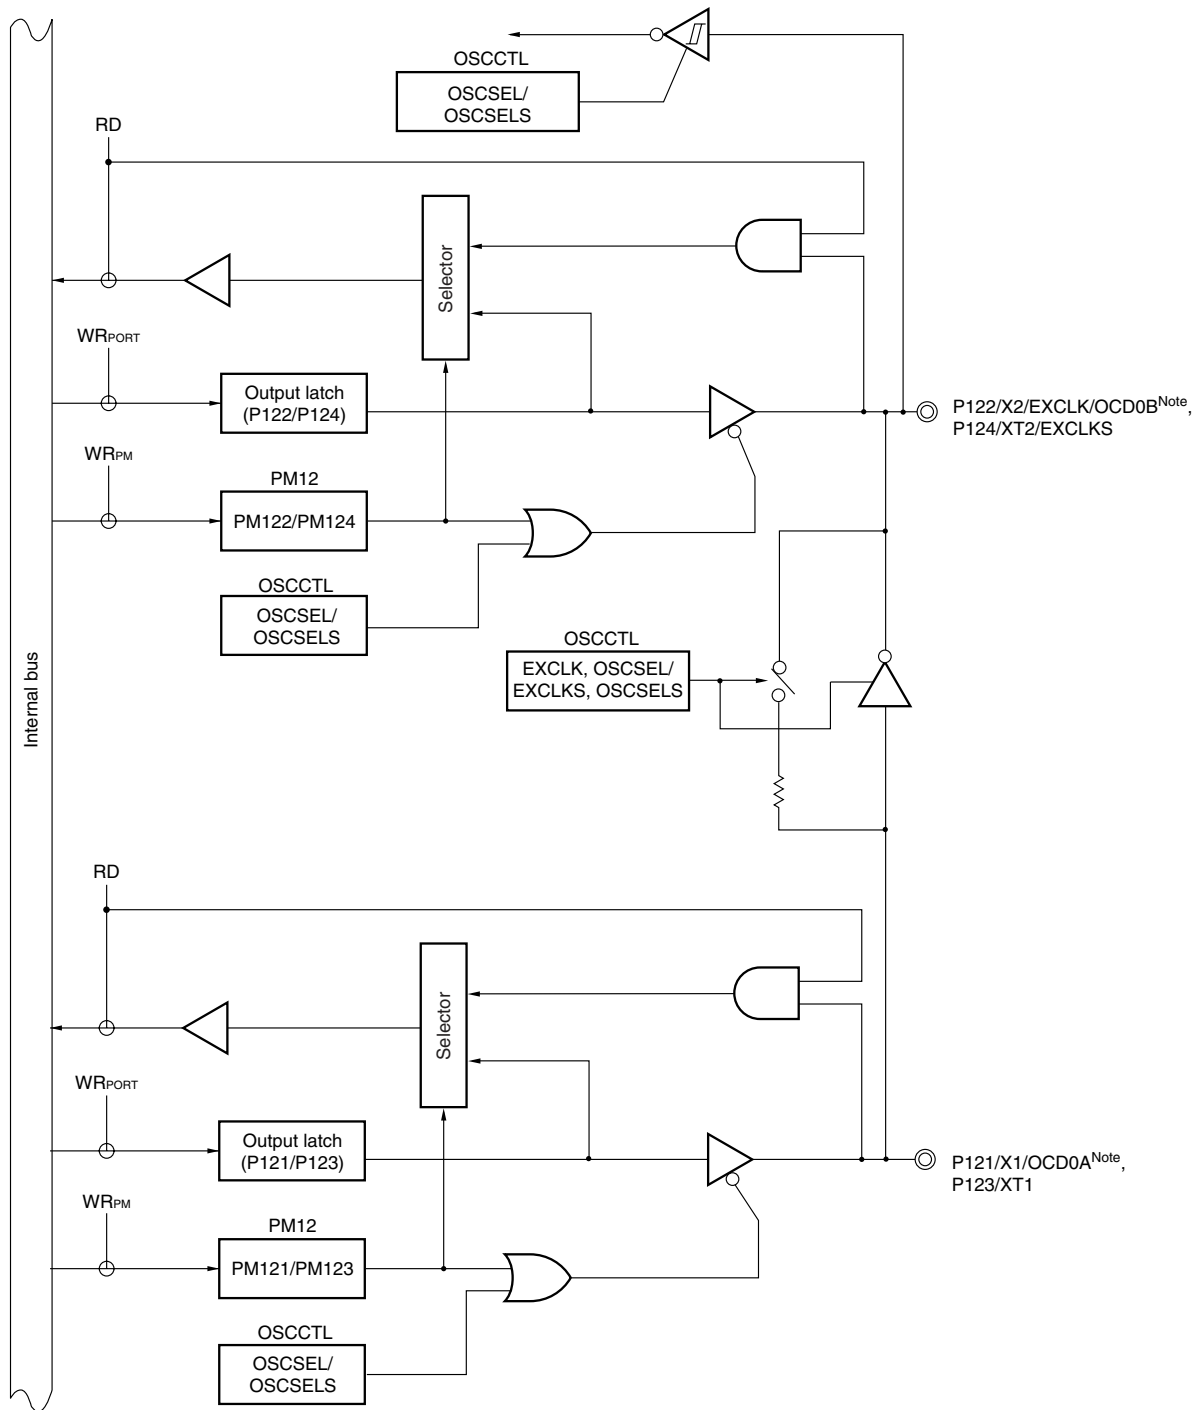 OSCCTL
OSCSEL/
OSCSELS
RD
Selector
WRPORT
Output latch
(P122/P124)
P122/X2/EXCLK/OCD0BNote,
P124/XT2/EXCLKS
WRPM
PM12
PM122/PM124
OSCCTL
OSCSEL/
OSCSELS
OSCCTL
EXCLK, OSCSEL/
EXCLKS, OSCSELS
Internal bus
RD
Selector
WRPORT
Output latch
(P121/P123)
P121/X1/OCD0ANote,
P123/XT1
WRPM
PM12
PM121/PM123
OSCCTL
OSCSEL/
OSCSELS